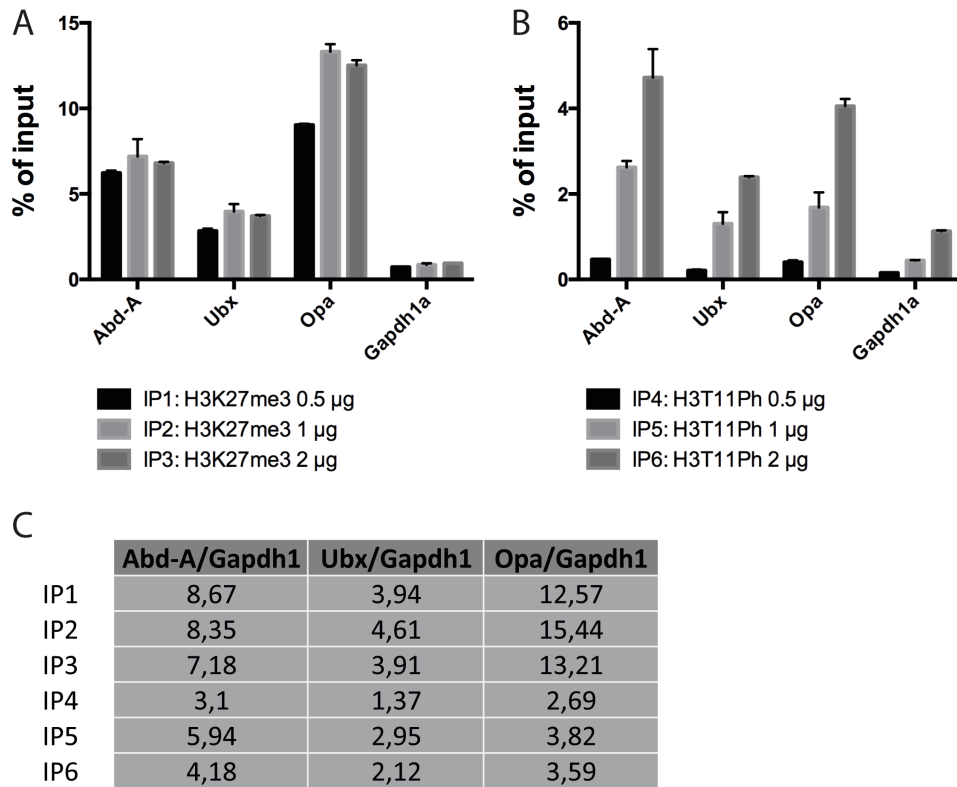 A
B
15
10
5
0
% of input
Abd-A
Ubx
Opa
Gapdh1a
6
4
2
0
% of input
Abd-A
Ubx
Opa
Gapdh1a
IP1: H3K27me3 0.5 µg
IP2: H3K27me3 1 µg
IP3: H3K27me3 2 µg
IP4: H3T11Ph 0.5 µg
IP5: H3T11Ph 1 µg
IP6: H3T11Ph 2 µg
C
Abd-A/Gapdh1 Ubx/Gapdh1 Opa/Gapdh1
IP1 8,67 3,94 12,57
IP2 8,35 4,61 15,44
IP3 7,18 3,91 13,21
IP4 3,1 1,37 2,69
IP5 5,94 2,95 3,82
IP6 4,18 2,12 3,59